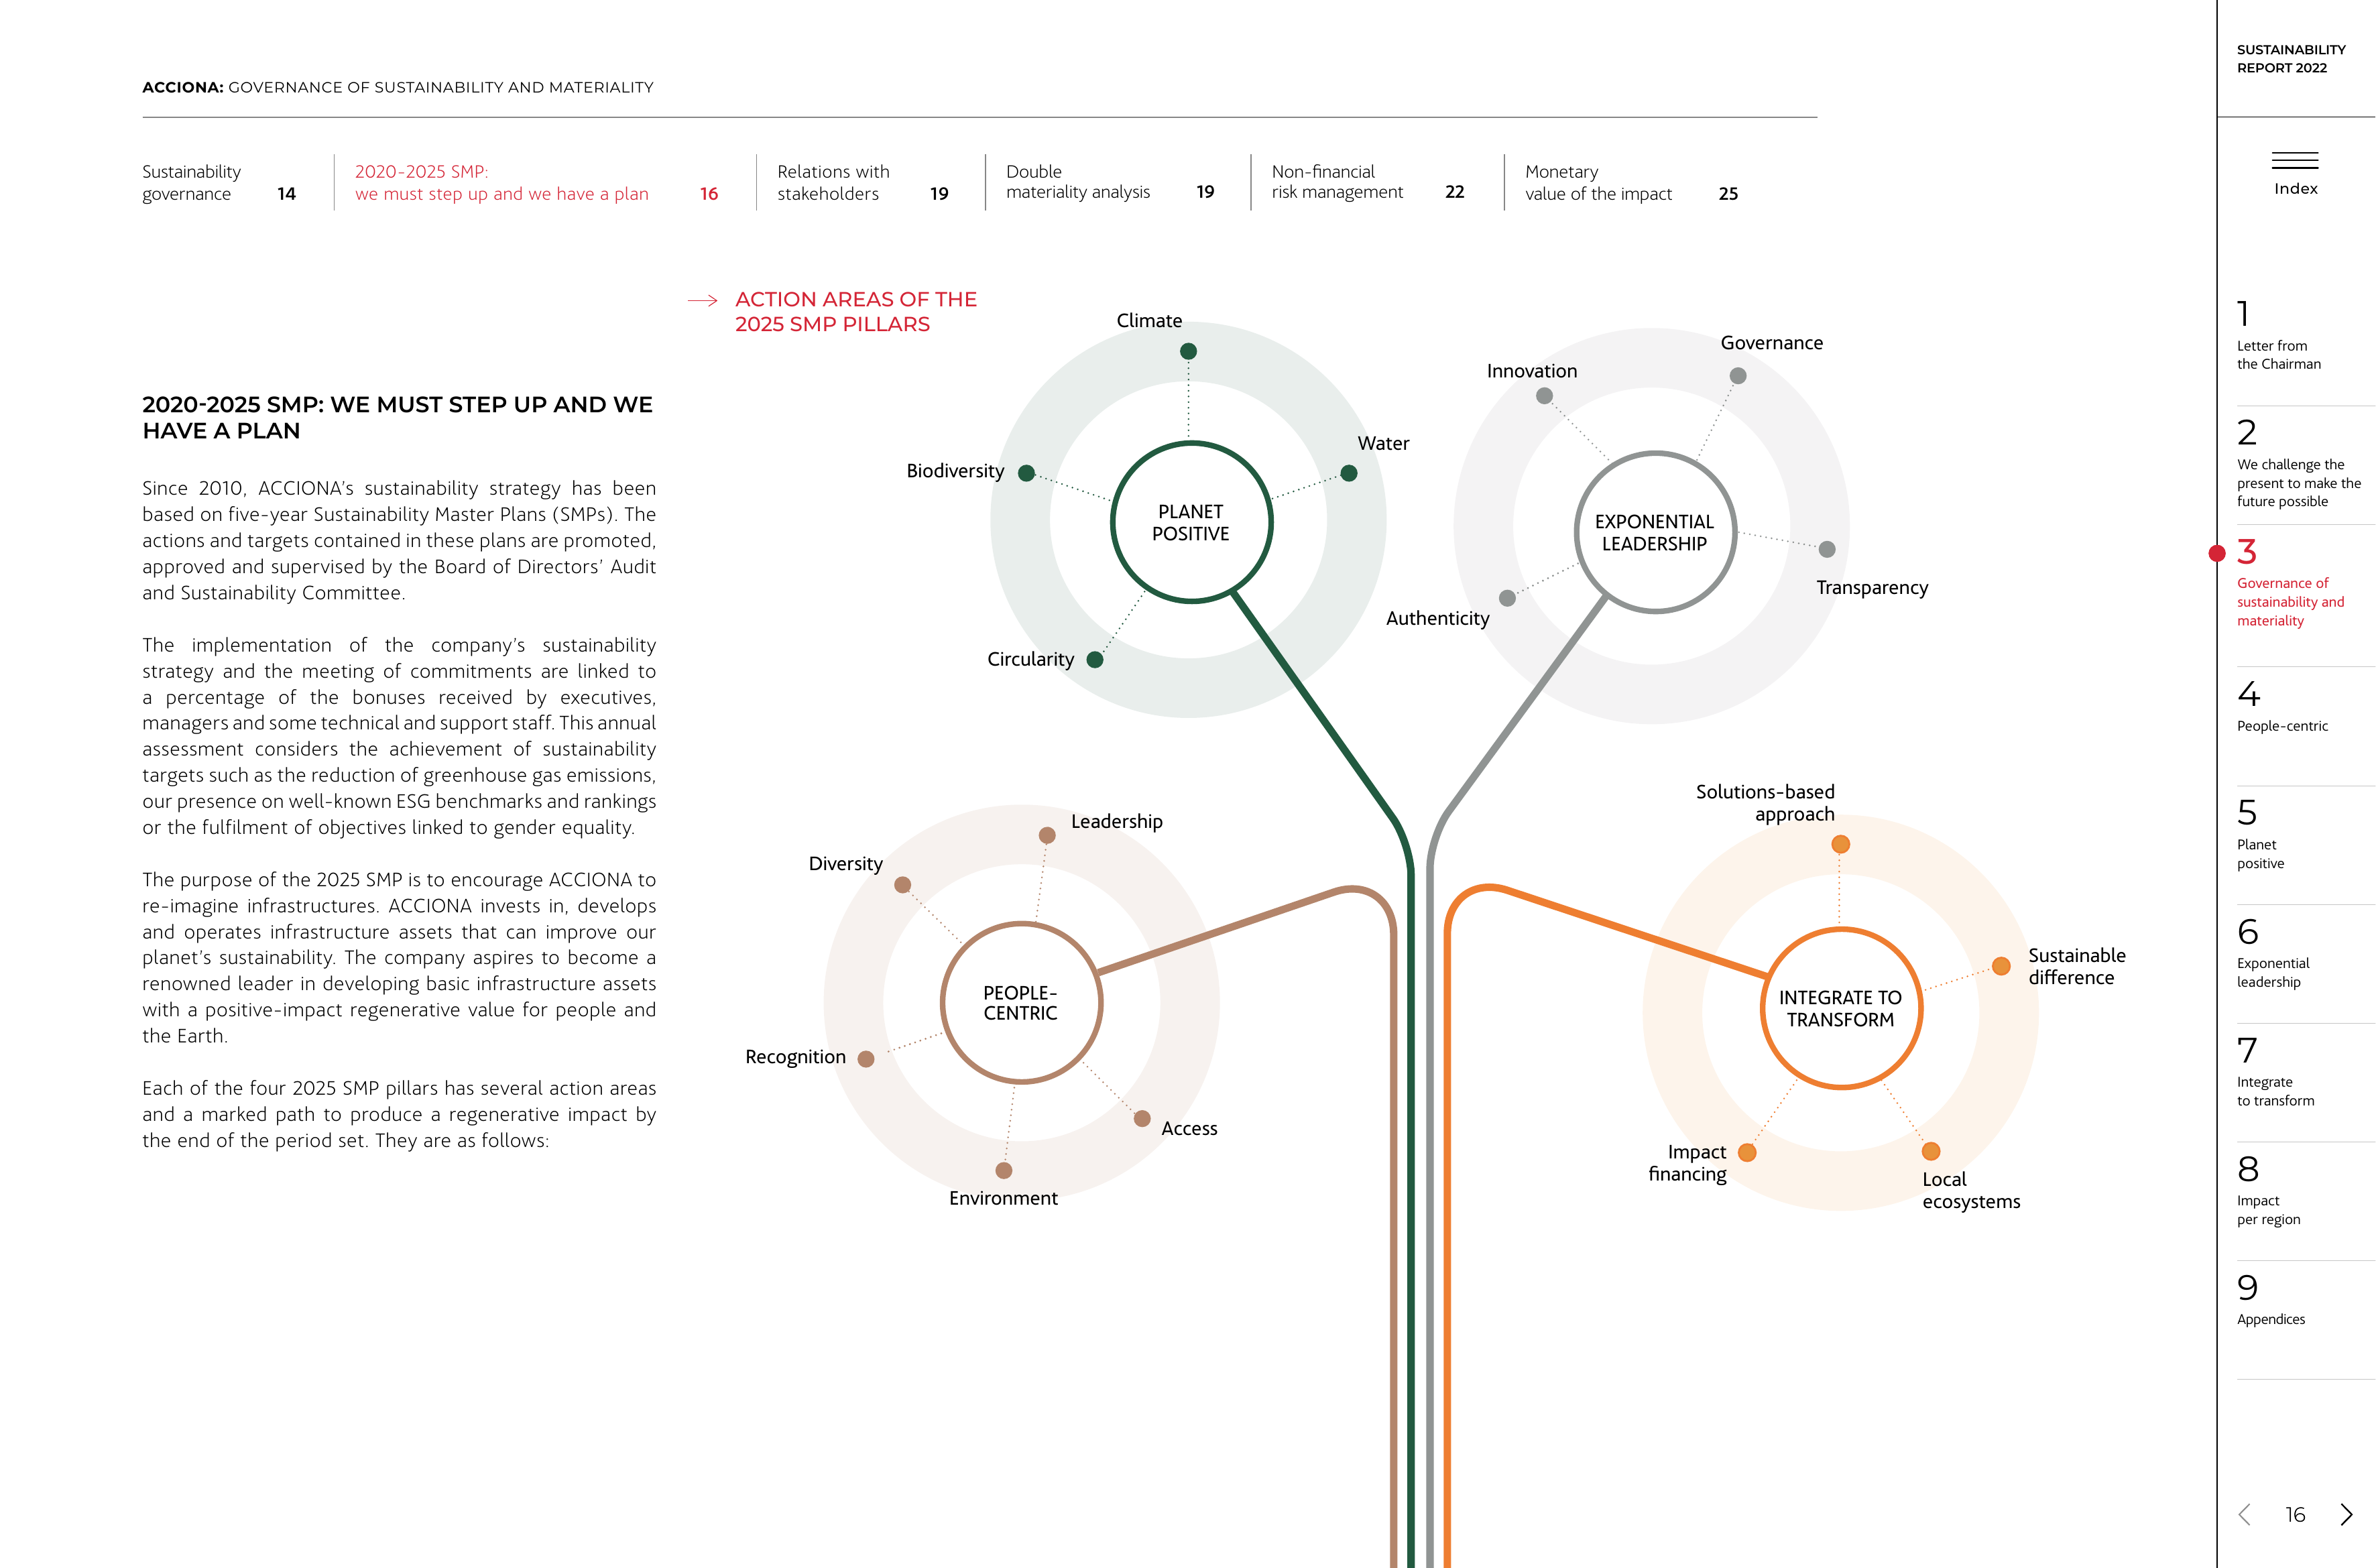 ACCIONA: GOVERNANCE OF SUSTAINABILITY AND MATERIALITY
Sustainability
governance 14
2020-2025 SMP:
we must step up and we have a plan 16
Relations with
stakeholders 19
Double
materiality analysis 19
Non-financial
risk management 22
Monetary
value of the impact 25
2020-2025 SMP: WE MUST STEP UP AND WE
HAVE A PLAN
Since 2010, ACCIONA’s sustainability strategy has been
based on five-year Sustainability Master Plans (SMPs). The
actions and targets contained in these plans are promoted,
approved and supervised by the Board of Directors’ Audit
and Sustainability Committee.
The implementation of the company’s sustainability
strategy and the meeting of commitments are linked to
a percentage of the bonuses received by executives,
managers and some technical and support staff. This annual
assessment considers the achievement of sustainability
targets such as the reduction of greenhouse gas emissions,
our presence on well-known ESG benchmarks and rankings
or the fulfilment of objectives linked to gender equality.
The purpose of the 2025 SMP is to encourage ACCIONA to
re-imagine infrastructures. ACCIONA invests in, develops
and operates infrastructure assets that can improve our
planet’s sustainability. The company aspires to become a
renowned leader in developing basic infrastructure assets
with a positive-impact regenerative value for people and
the Earth.
Each of the four 2025 SMP pillars has several action areas
and a marked path to produce a regenerative impact by
the end of the period set. They are as follows:
ACTION AREAS OF THE
2025 SMP PILLARS
Climate
Water
Biodiversity
PLANET
POSITIVE
Circularity
Governance
Innovation
EXPONENTIAL
LEADERSHIP
Transparency
Authenticity
Leadership
Diversity
PEOPLE-
CENTRIC
Recognition
Access
Environment
Solutions-based
approach
Sustainable
difference
INTEGRATE TO
TRANSFORM
Impact
financing
Local
ecosystems
SUSTAINABILITY
REPORT 2022
Index
1
Letter from
the Chairman
2
We challenge the
present to make the
future possible
3
Governance of
sustainability and
materiality
4
People-centric
5
Planet
positive
6
Exponential
leadership
7
Integrate
to transform
8
Impact
per region
9
Appendices
16